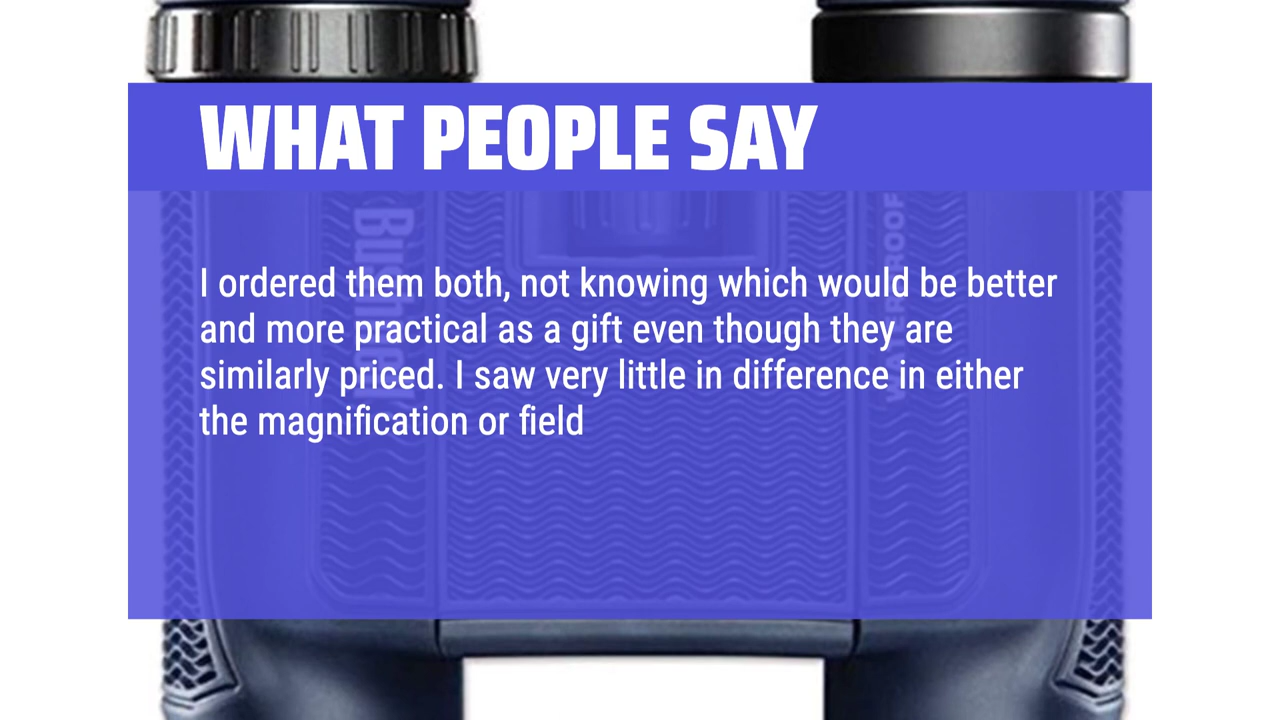 WHAT PEOPLE SAY
I ordered them both, not knowing which would be better
and more practical as a gift even though they are
similarly priced. I saw very little in difference in either
the magnification or field